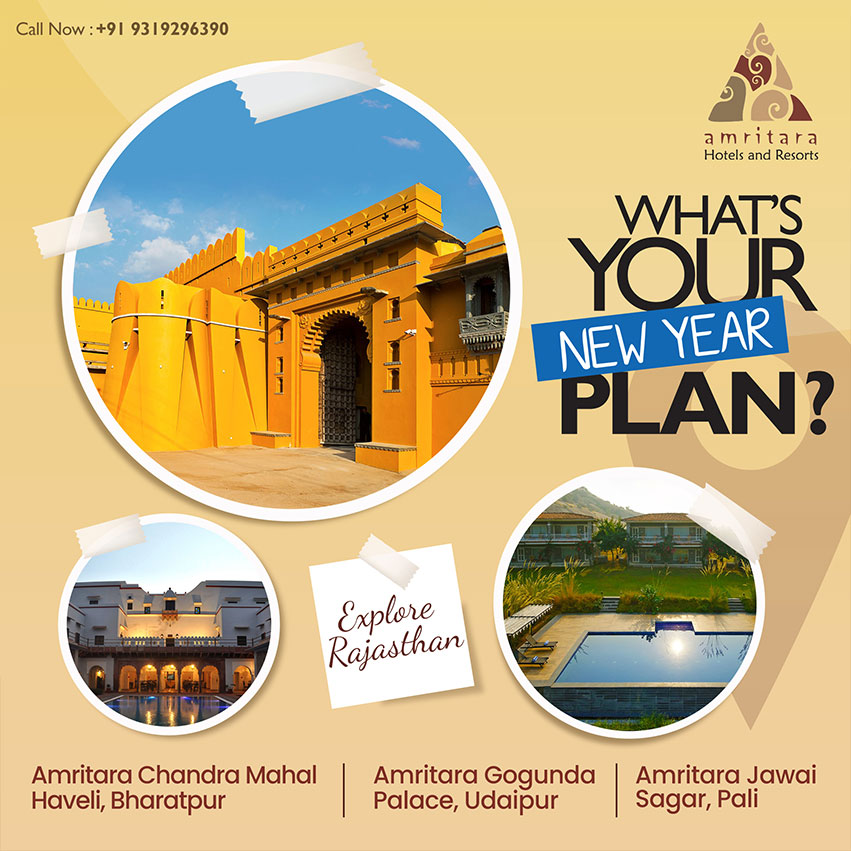 Call Now : +91 9319296390
amritara
Hotels and Resorts
WHAT'S
YOUR
NEW YEAR
PLAN?
Explore
Rajasthan
Amritara Chandra Mahal
Haveli, Bharatpur
Amritara Gogunda
Palace, Udaipur
Amritara Jawai
Sagar, Pali